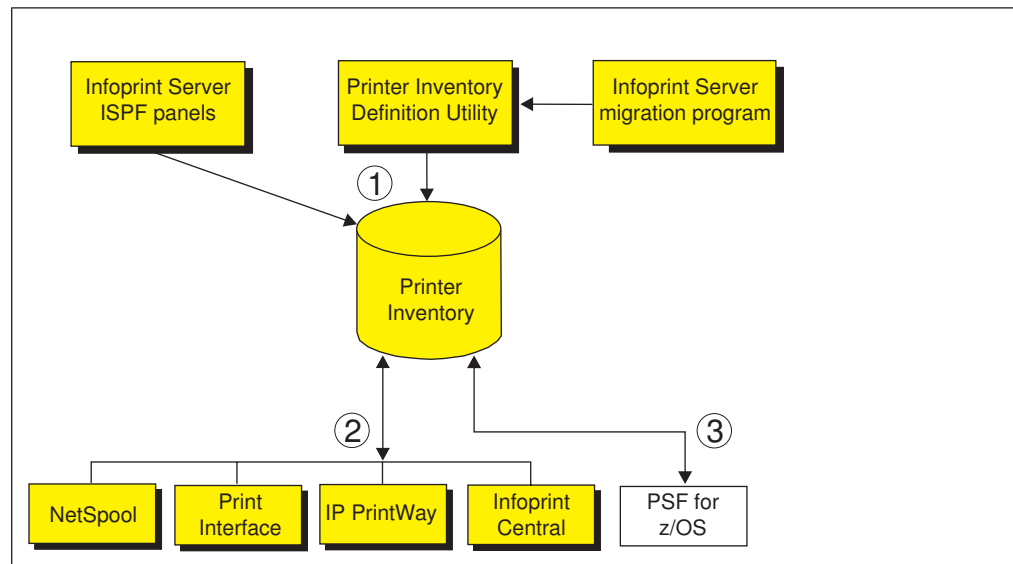 Infoprint Server
ISPF panels
Printer Inventory
Definition Utility
Infoprint Server
migration program
1
Printer
Inventory
2
3
NetSpool
Print
Interface
IP PrintWay
Infoprint
Central
PSF for
z/OS